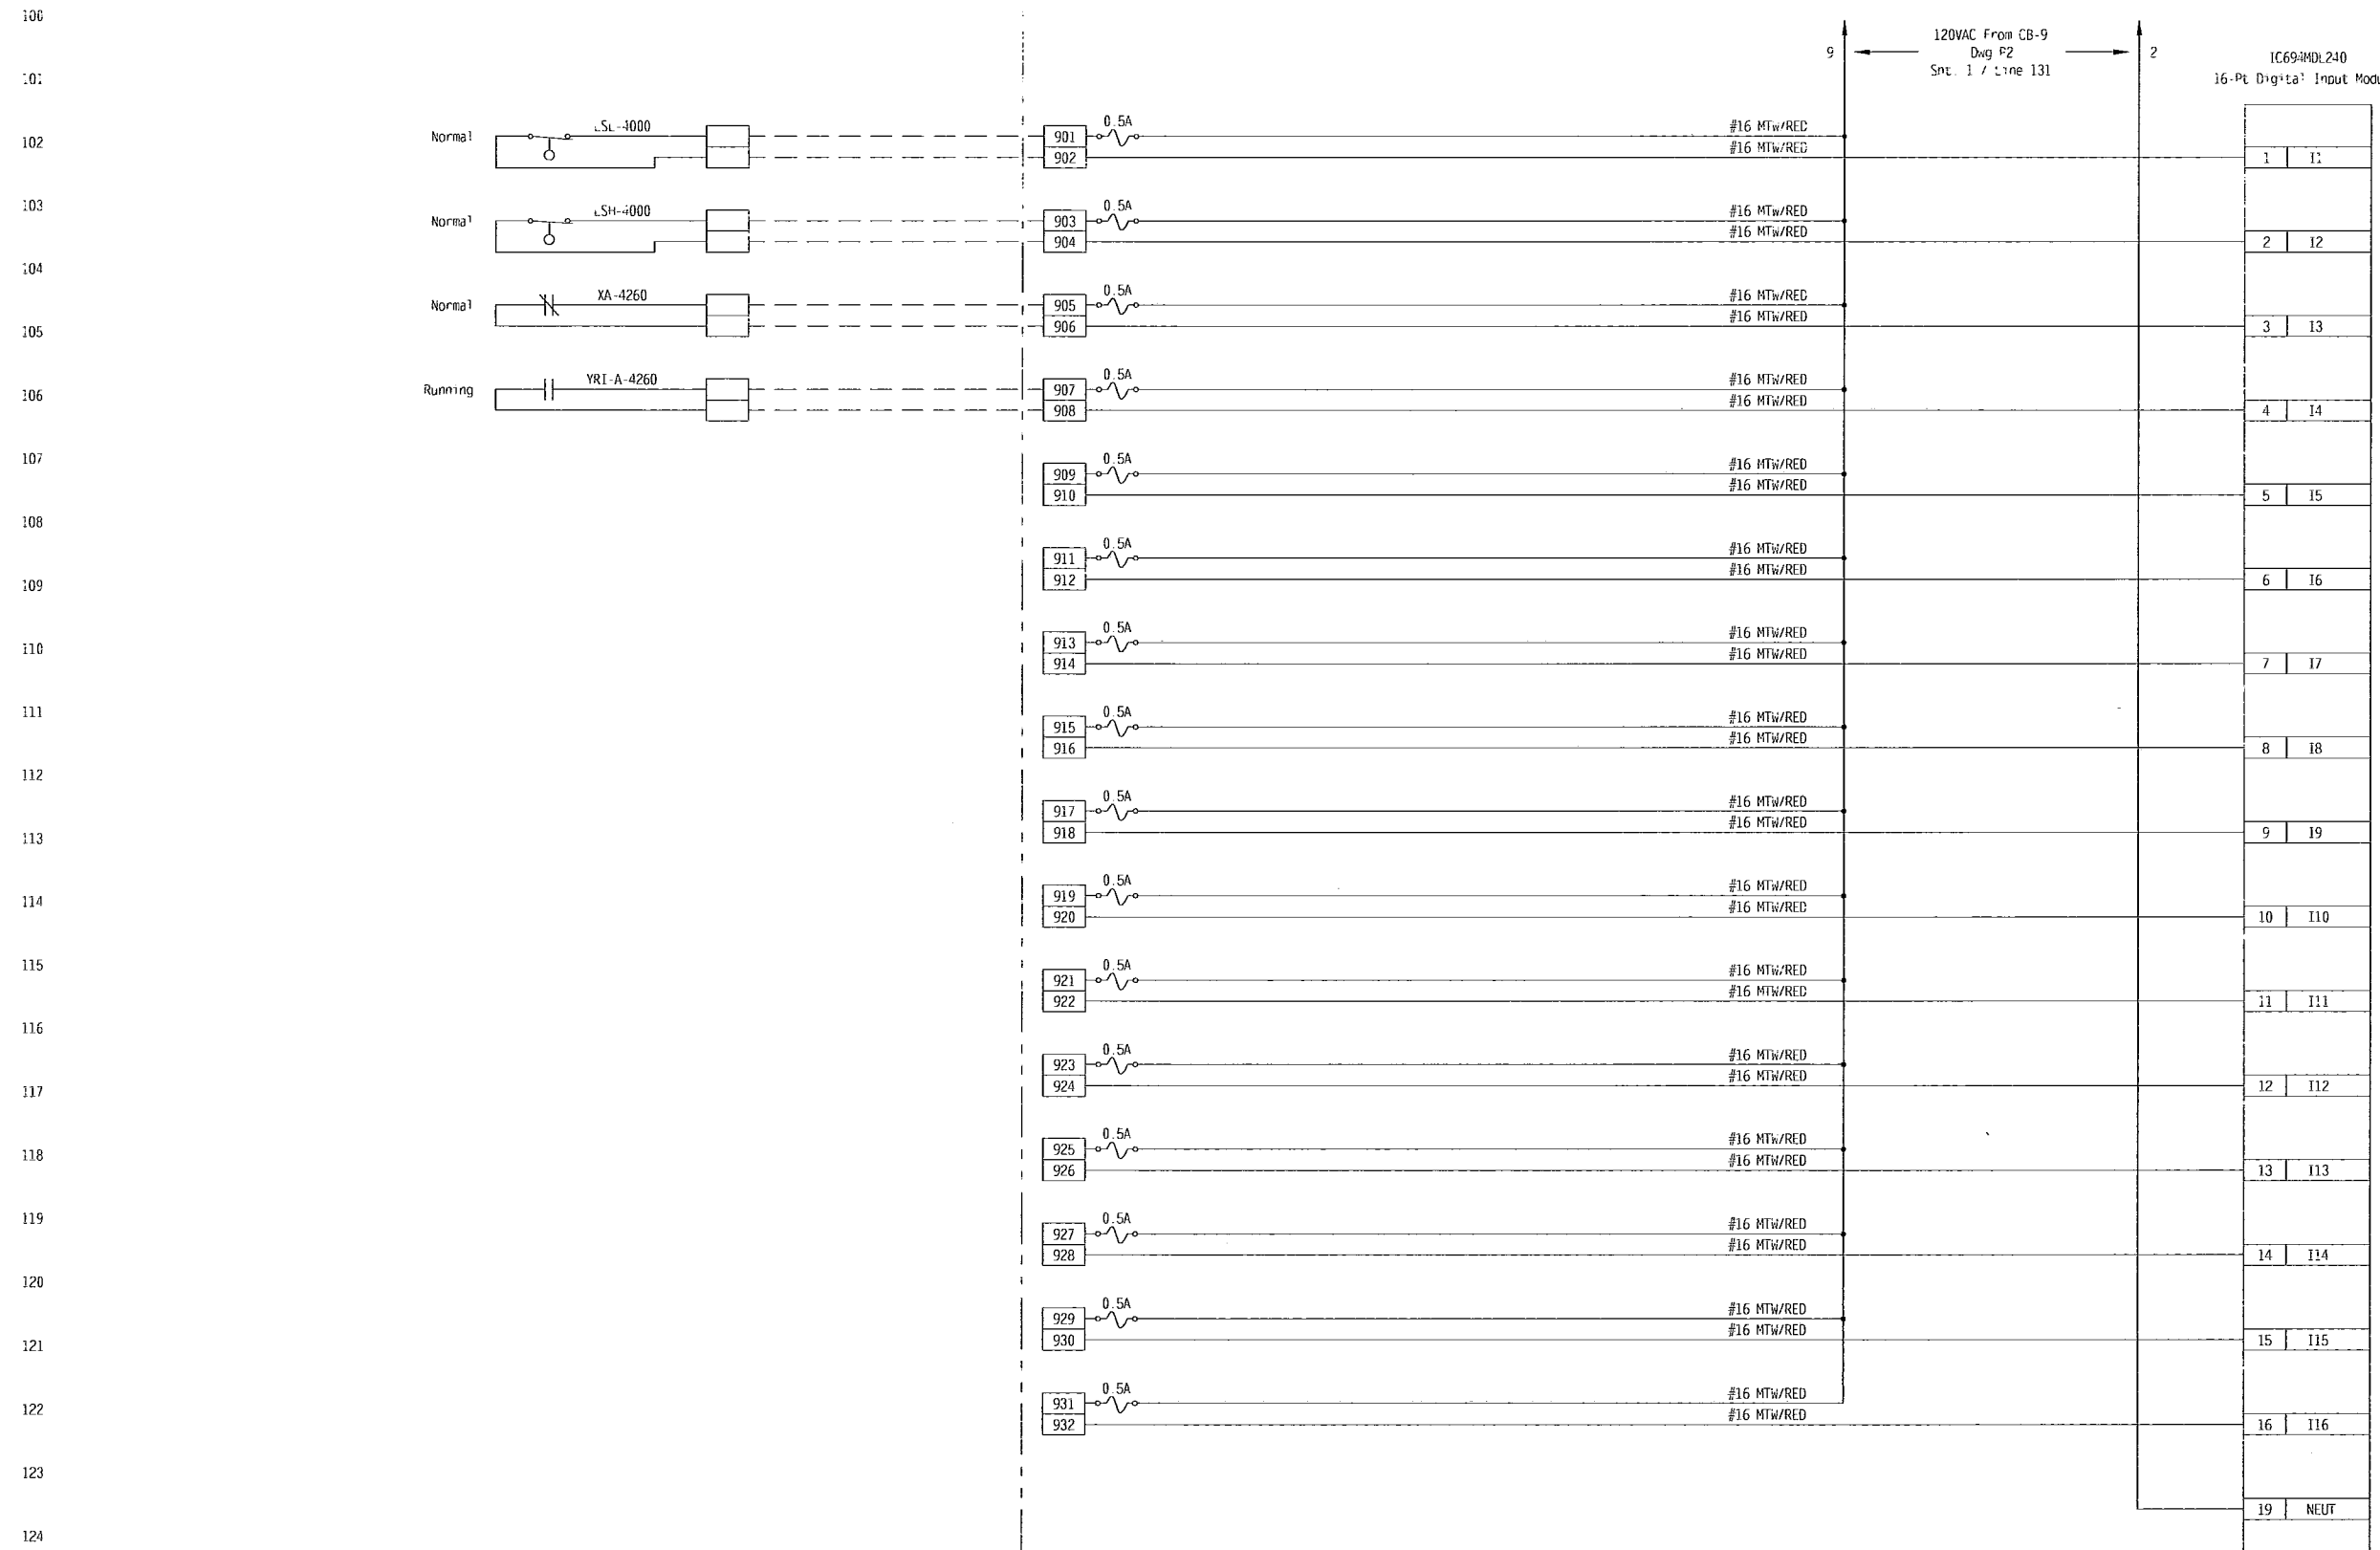 100
120VAC From CB-9
9 Dwg P2 2
Sht. 1 / Line 131
IC694MDL240
101
16-Pt Digital Input Modu
LSL-4000 0.5A #16 MTW/RED
Normal 901
102 902 #16 MTW/RED 1 I1
103 LSH-4000 0.5A #16 MTW/RED
Normal 903
904 #16 MTW/RED 2 I2
104
XA-4260 0.5A #16 MTW/RED
Normal 905
105 906 #16 MTW/RED 3 I3
YRI-A-4260 0.5A #16 MTW/RED
Running 907
106 908 #16 MTW/RED 4 I4
107 0.5A #16 MTW/RED
909
910 #16 MTW/RED 5 I5
108
0.5A #16 MTW/RED
911
109 912 #16 MTW/RED 6 I6
0.5A #16 MTW/RED
110 913
914 #16 MTW/RED 7 I7
111 0.5A #16 MTW/RED
915
916 #16 MTW/RED 8 I8
112
0.5A #16 MTW/RED
917
113 918 #16 MTW/RED 9 I9
0.5A #16 MTW/RED
114 919
920 #16 MTW/RED 10 I10
115 0.5A #16 MTW/RED
921
922 #16 MTW/RED 11 I11
116
0.5A #16 MTW/RED
923
117 924 #16 MTW/RED 12 I12
0.5A #16 MTW/RED
118 925
926 #16 MTW/RED 13 I13
119 0.5A #16 MTW/RED
927
928 #16 MTW/RED 14 I14
120
0.5A #16 MTW/RED
929
121 930 #16 MTW/RED 15 I15
0.5A #16 MTW/RED
122 931
932 #16 MTW/RED 16 I16
123
19 NEUT
124